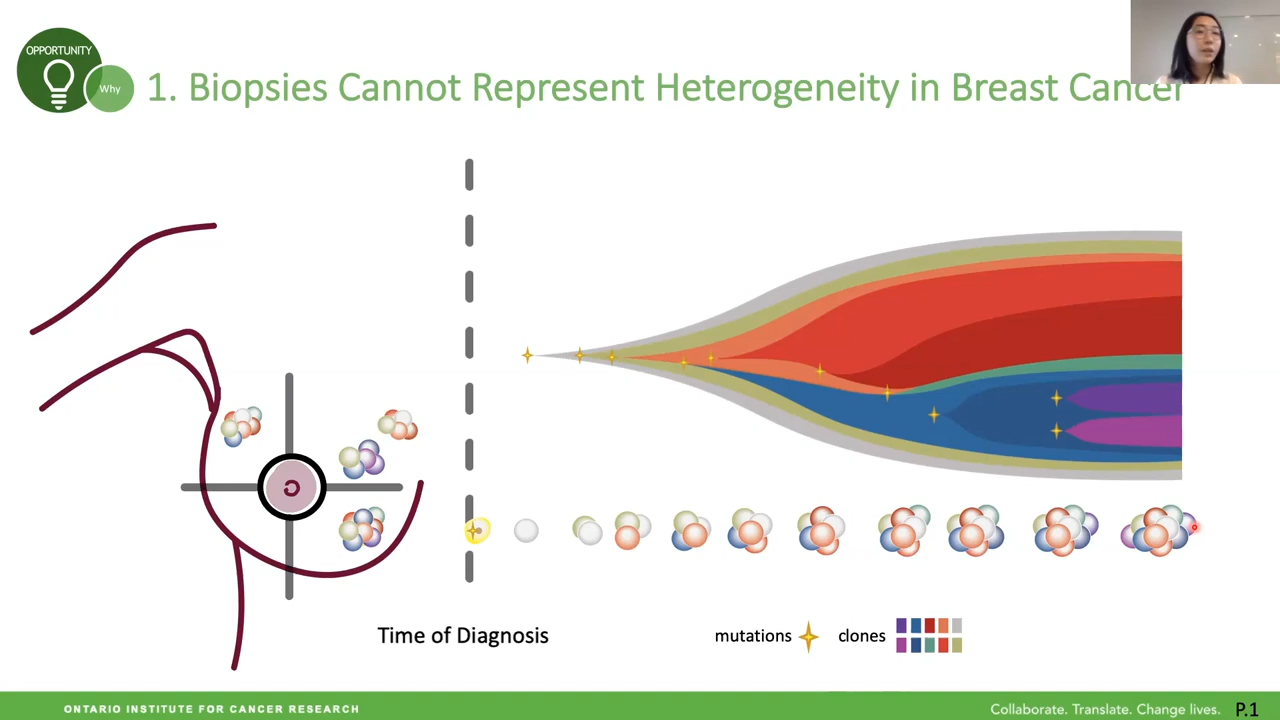 OPPORTUNITY
Why
1. Biopsies Cannot Represent Heterogeneity in Breast Cancer
Time of Diagnosis
mutations
clones
ONTARIO INSTITUTE FOR CANCER RESEARCH
Collaborate. Translate. Change lives.
P.1